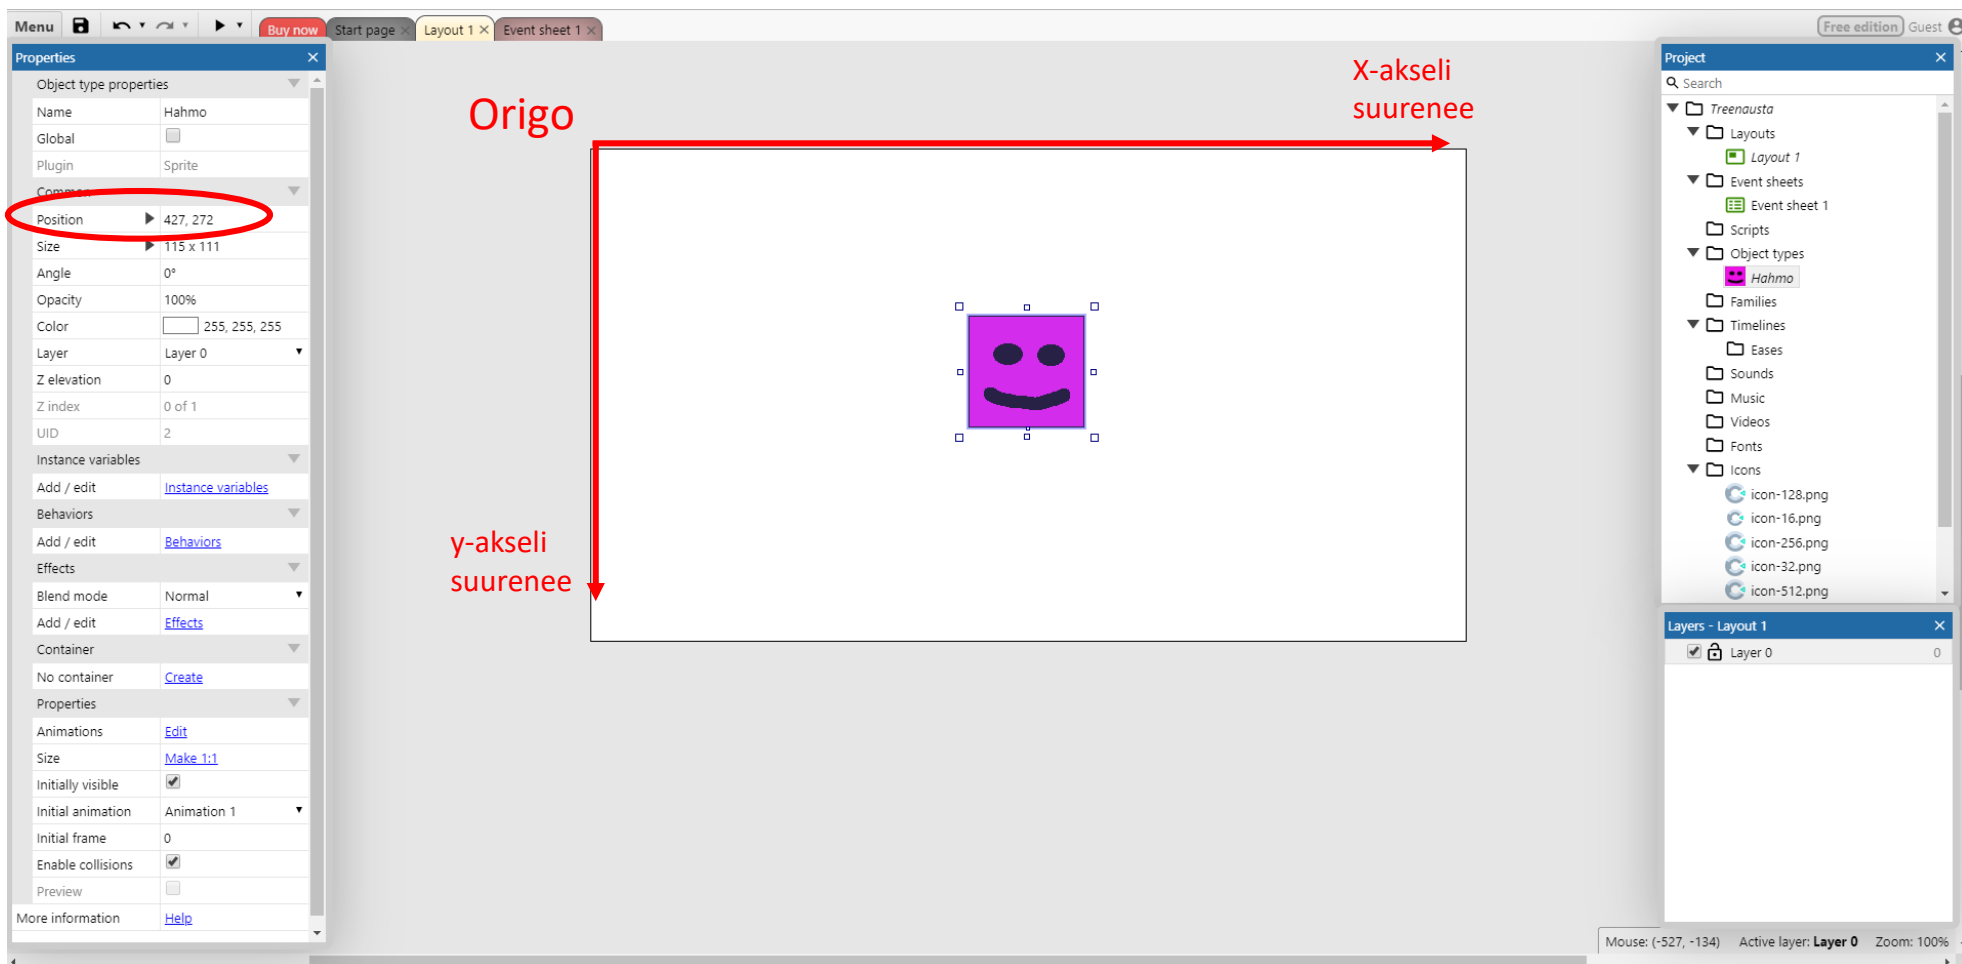 Menu
Buy now
Start page
Layout 1
Event sheet 1
Free edition Guest
Properties
Object type properties
Name Hahmo
Global
Plugin Sprite
Common
Position 427, 272
Size 115 x 111
Angle 0°
Opacity 100%
Color 255, 255, 255
Layer Layer 0
Z elevation 0
Z index 0 of 1
UID 2
Instance variables
Add / edit Instance variables
Behaviors
Add / edit Behaviors
Effects
Blend mode Normal
Add / edit Effects
Container
No container Create
Properties
Animations Edit
Size Make 1:1
Initially visible
Initial animation Animation 1
Initial frame 0
Enable collisions
Preview
More information Help
Origo
X-akseli
suurenee
y-akseli
suurenee
Project
Search
Treenausta
Layouts
Layout 1
Event sheets
Event sheet 1
Scripts
Object types
Hahmo
Families
Timelines
Eases
Sounds
Music
Videos
Fonts
Icons
icon-128.png
icon-16.png
icon-256.png
icon-32.png
icon-512.png
Layers - Layout 1
Layer 0 0
Mouse: (-527, -134) Active layer: Layer 0 Zoom: 100%